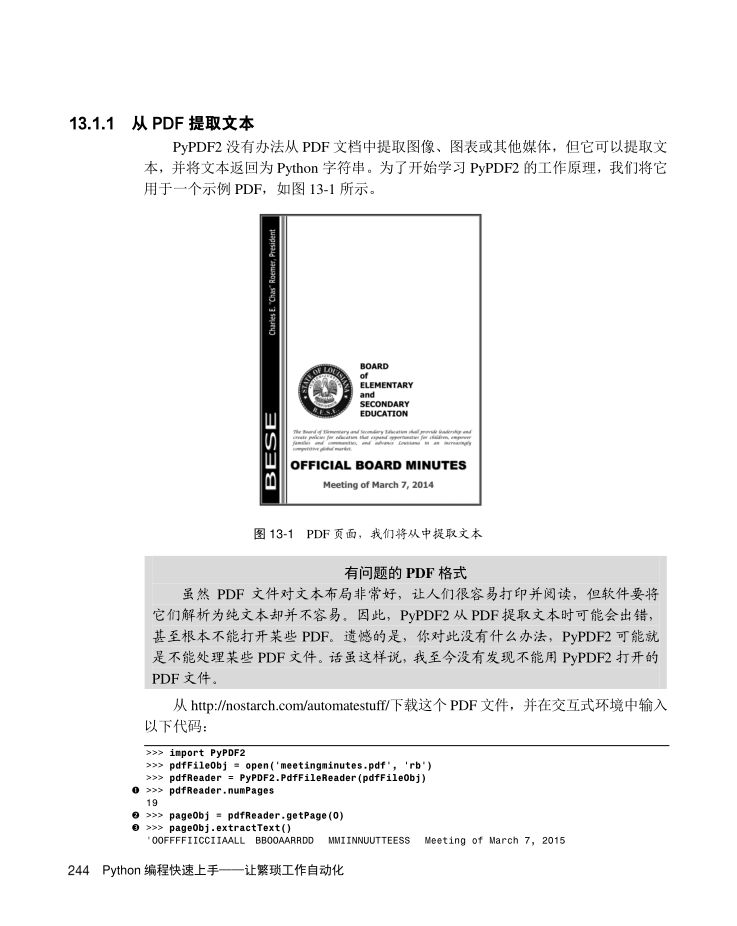 13.1.1 从 PDF 提取文本
PyPDF2 没有办法从 PDF 文档中提取图像、图表或其他媒体，但它可以提取文
本，并将文本返回为 Python 字符串。为了开始学习 PyPDF2 的工作原理，我们将它
用于一个示例 PDF，如图 13-1 所示。
Charles E. "Chas" Roemer, President
BESE
STATE OF LOUISIANA
B.E.S.E.
BOARD
of
ELEMENTARY
and
SECONDARY
EDUCATION
The Board of Elementary and Secondary Education shall provide leadership and
create policies for education that expand opportunities for children, empower
families and communities, and advance Louisiana in an increasingly
competitive global market.
OFFICIAL BOARD MINUTES
Meeting of March 7, 2014
图 13-1 PDF 页面，我们将从中提取文本
有问题的 PDF 格式
虽然 PDF 文件对文本布局非常好，让人们很容易打印并阅读，但软件要将
它们解析为纯文本却并不容易。因此，PyPDF2 从 PDF 提取文本时可能会出错，
甚至根本不能打开某些 PDF。遗憾的是，你对此没有什么办法，PyPDF2 可能就
是不能处理某些 PDF 文件。话虽这样说，我至今没有发现不能用 PyPDF2 打开的
PDF 文件。
从 http://nostarch.com/automatestuff/下载这个 PDF 文件，并在交互式环境中输入
以下代码：
>>> import PyPDF2
>>> pdfFileObj = open('meetingminutes.pdf', 'rb')
>>> pdfReader = PyPDF2.PdfFileReader(pdfFileObj)
❶ >>> pdfReader.numPages
19
❷ >>> pageObj = pdfReader.getPage(0)
❸ >>> pageObj.extractText()
'OOFFFFIICCIIAALL BBOOAARRDD MMIINNUUTTEESS Meeting of March 7, 2015
244 Python 编程快速上手——让繁琐工作自动化